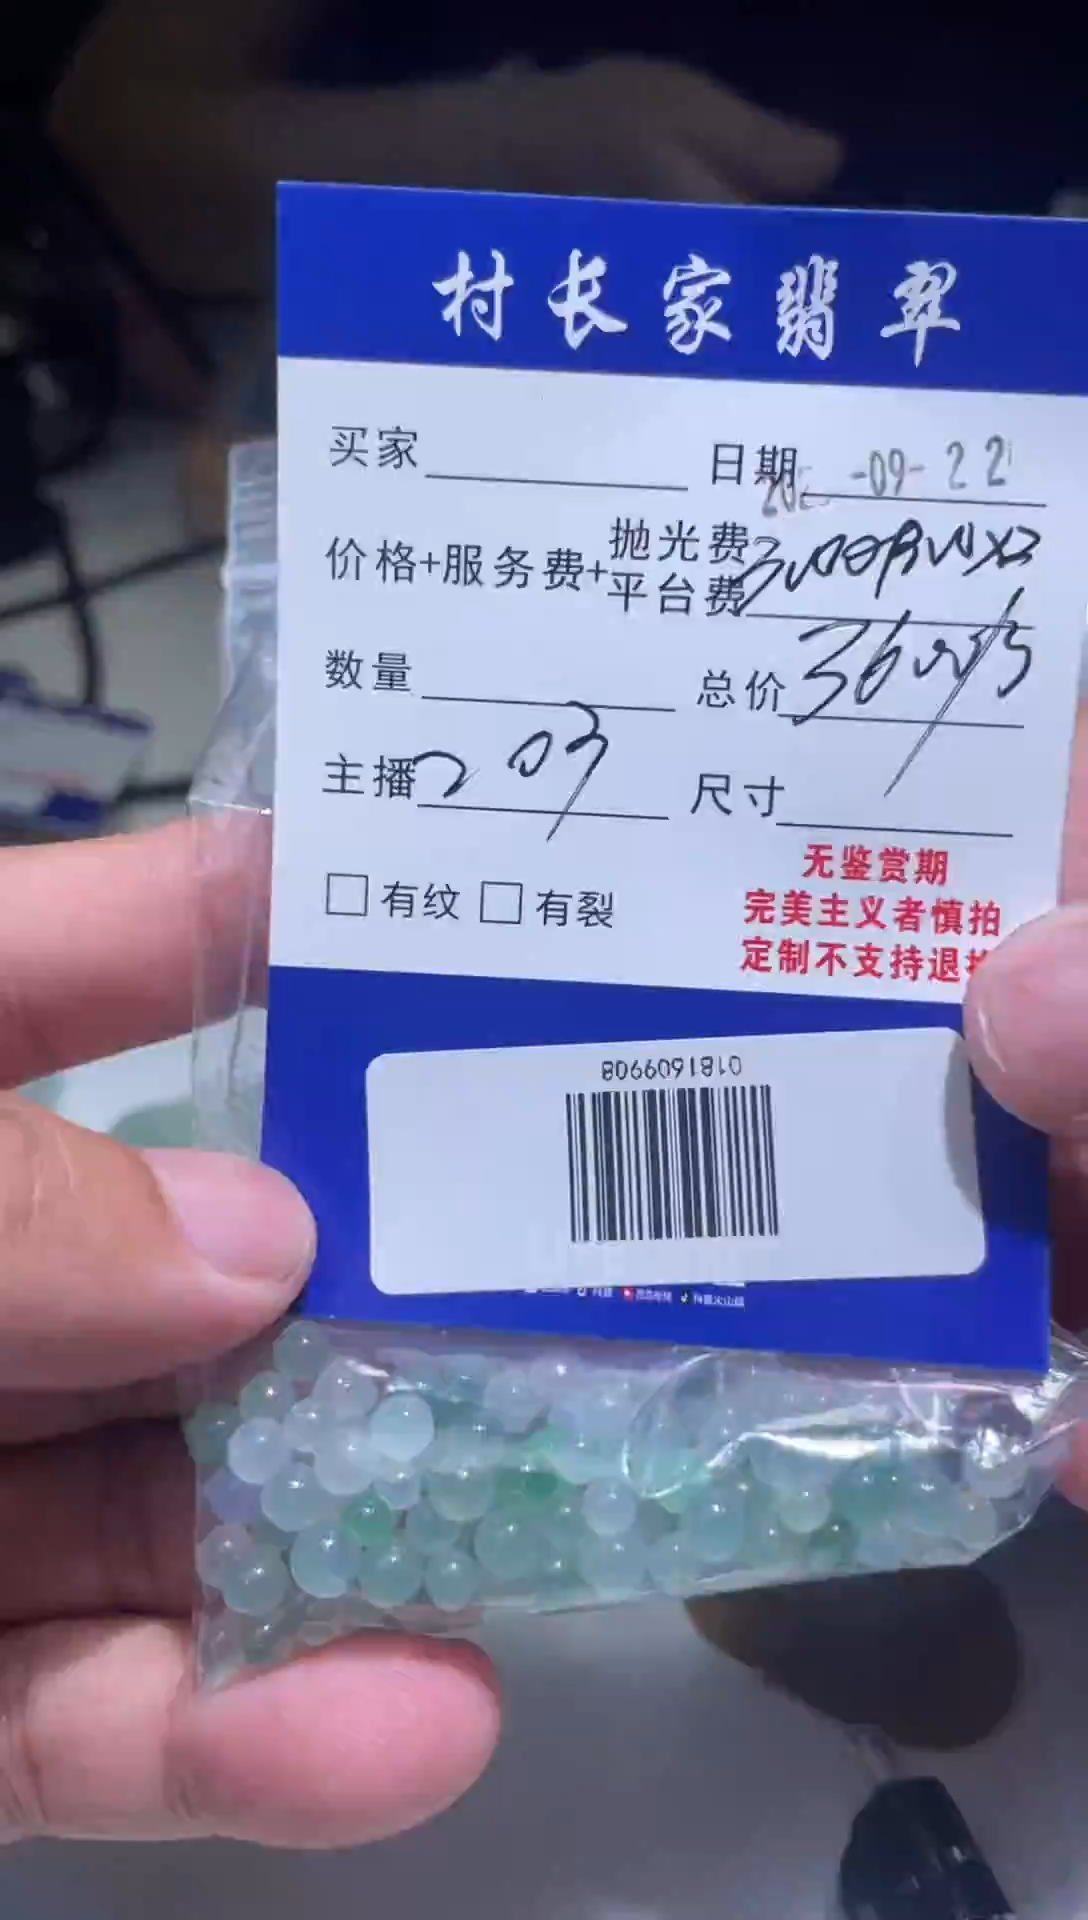 村长家翡翠
买家 日期 -09-22
价格+服务费+抛光费平台费
数量 总价
主播 203 尺寸
□有纹 □有裂
无鉴赏期
完美主义者慎拍
定制不支持退
0181609908